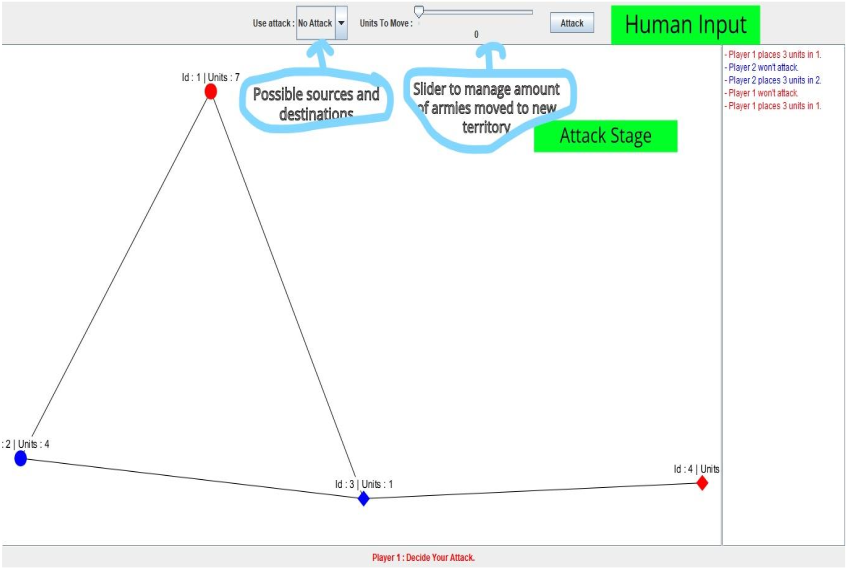 Use attack : No Attack Units To Move : 0 Attack Human Input
- Player 1 places 3 units in 1.
- Player 2 won't attack.
- Player 2 places 3 units in 2.
- Player 1 won't attack.
- Player 1 places 3 units in 1.
Id : 1 | Units : 7
Possible sources and
destinations
Slider to manage amount
of armies moved to new
territory
Attack Stage
: 2 | Units : 4
Id : 3 | Units : 1
Id : 4 | Units
Player 1 : Decide Your Attack.